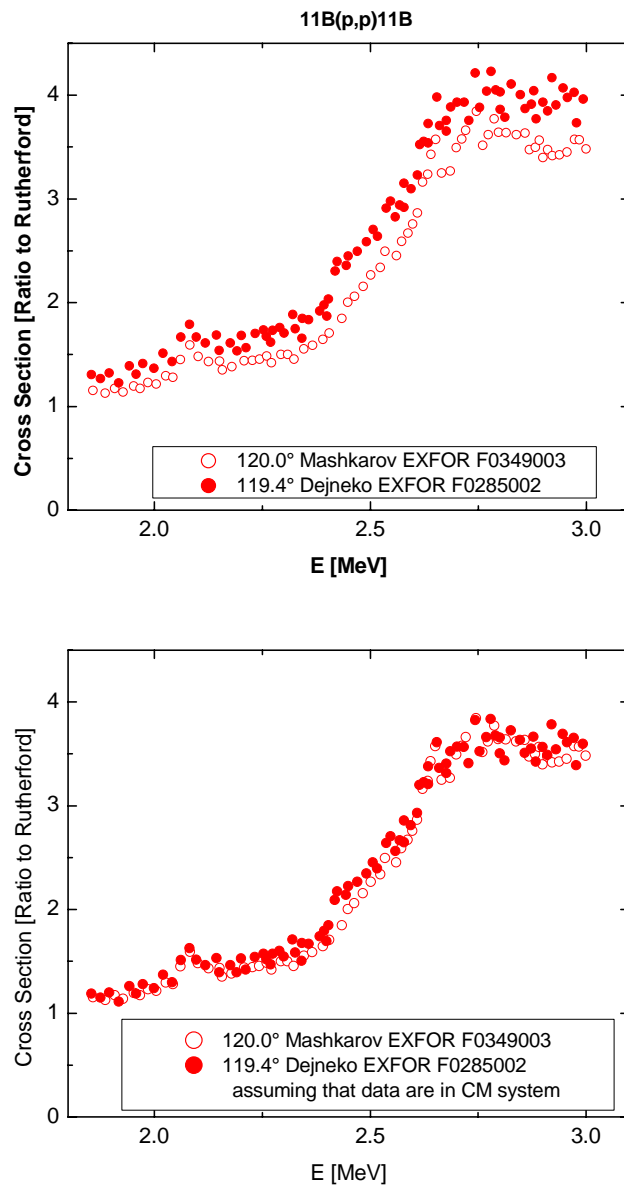 11B(p,p)11B
Cross Section [Ratio to Rutherford]
4
3
2
1
0
120.0° Mashkarov EXFOR F0349003
119.4° Dejneko EXFOR F0285002
2.0
2.5
3.0
E [MeV]
Cross Section [Ratio to Rutherford]
4
3
2
1
0
120.0° Mashkarov EXFOR F0349003
119.4° Dejneko EXFOR F0285002
assuming that data are in CM system
2.0
2.5
3.0
E [MeV]